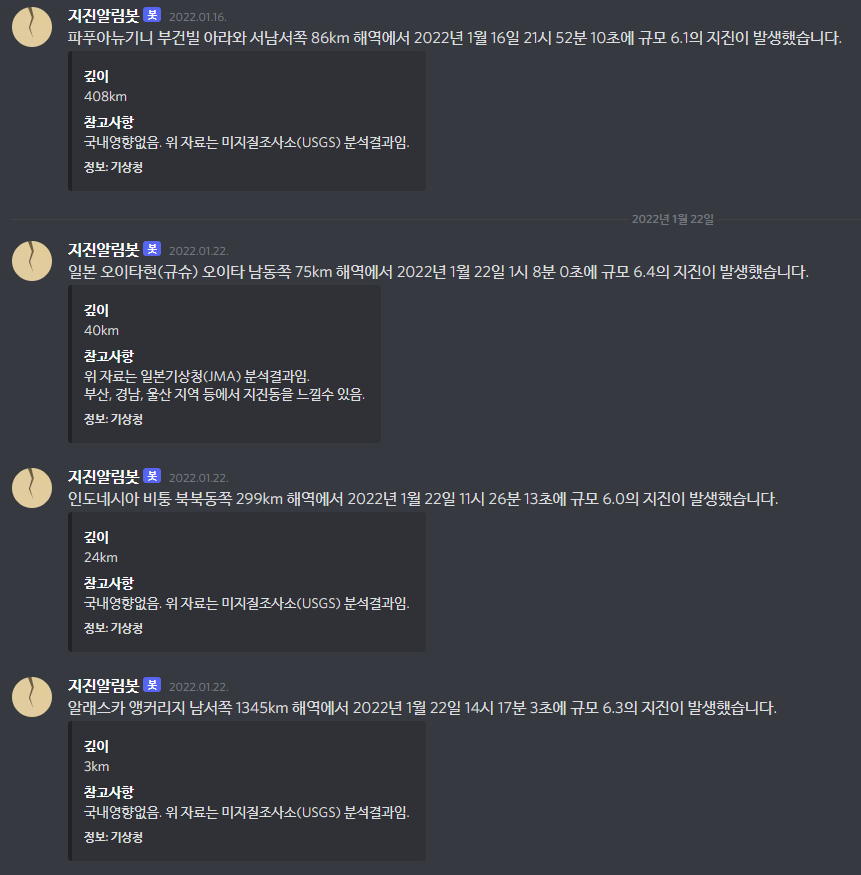 지진알림봇 봇 2022.01.16.
파푸아뉴기니 부건빌 아라와 서남서쪽 86km 해역에서 2022년 1월 16일 21시 52분 10초에 규모 6.1의 지진이 발생했습니다.
깊이
408km
참고사항
국내영향없음. 위 자료는 미지질조사소(USGS) 분석결과임.
정보: 기상청
2022년 1월 22일
지진알림봇 봇 2022.01.22.
일본 오이타현(규슈) 오이타 남동쪽 75km 해역에서 2022년 1월 22일 1시 8분 0초에 규모 6.4의 지진이 발생했습니다.
깊이
40km
참고사항
위 자료는 일본기상청(JMA) 분석결과임.
부산, 경남, 울산 지역 등에서 지진동을 느낄수 있음.
정보: 기상청
지진알림봇 봇 2022.01.22.
인도네시아 비퉁 북북동쪽 299km 해역에서 2022년 1월 22일 11시 26분 13초에 규모 6.0의 지진이 발생했습니다.
깊이
24km
참고사항
국내영향없음. 위 자료는 미지질조사소(USGS) 분석결과임.
정보: 기상청
지진알림봇 봇 2022.01.22.
알래스카 앵커리지 남서쪽 1345km 해역에서 2022년 1월 22일 14시 17분 3초에 규모 6.3의 지진이 발생했습니다.
깊이
3km
참고사항
국내영향없음. 위 자료는 미지질조사소(USGS) 분석결과임.
정보: 기상청